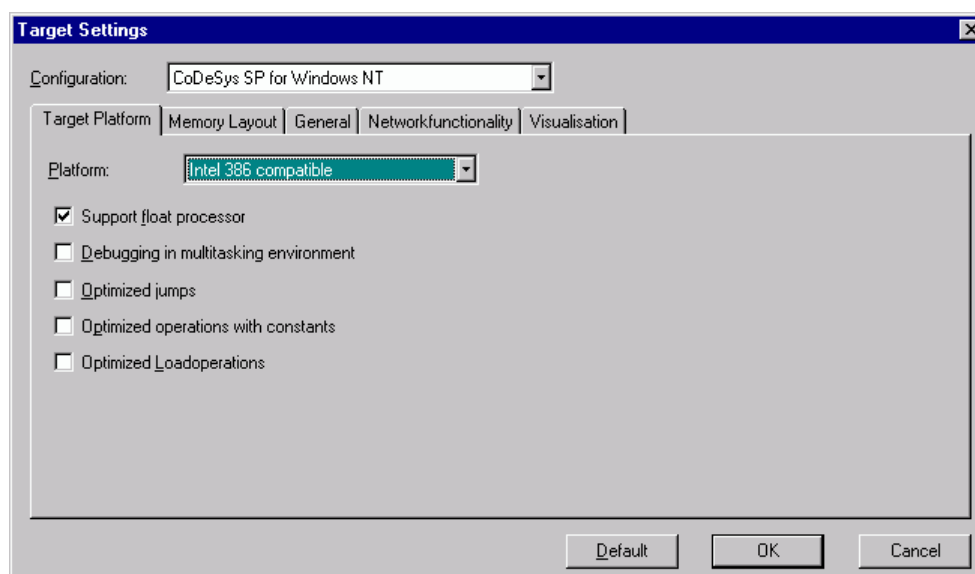 Target Settings
Configuration: CoDeSys SP for Windows NT
Target Platform Memory Layout General Networkfunctionality Visualisation
Platform: Intel 386 compatible
Support float processor
Debugging in multitasking environment
Optimized jumps
Optimized operations with constants
Optimized Loadoperations
Default OK Cancel